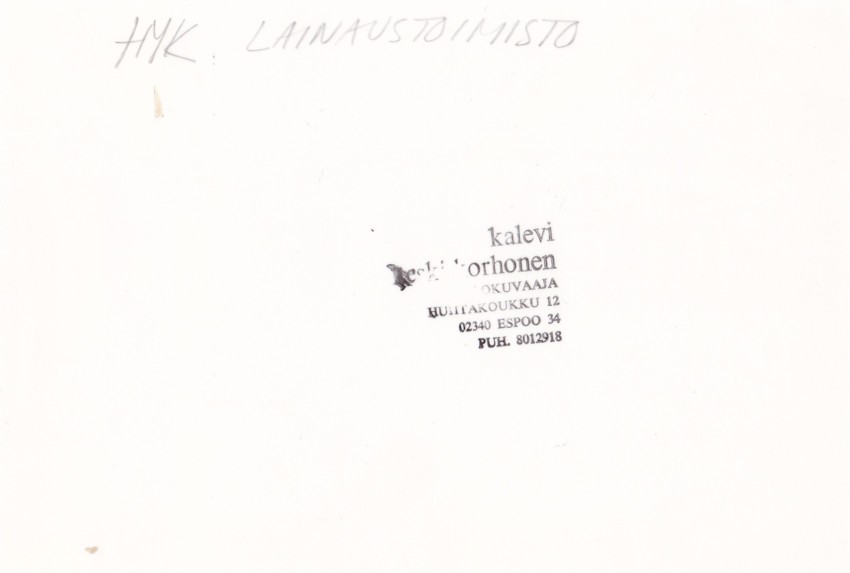 HYK LAINAUSTOIMISTO
kalevi
HUHTAKOUKKU 12
02340 ESPOO 34
PUH. 8012918